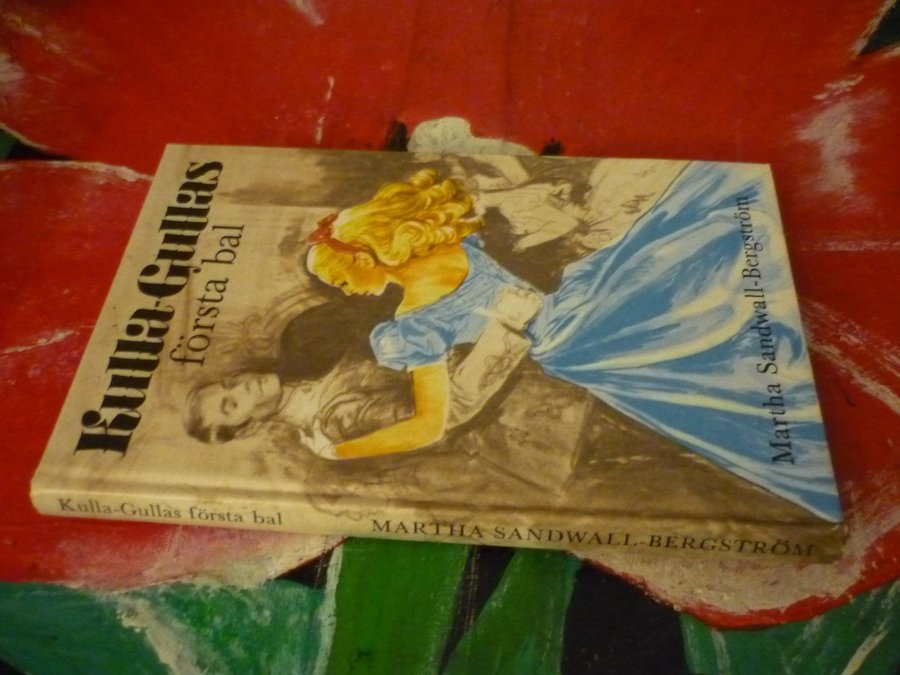 Kulla-Gullas
första bal
Martha Sandwall-Bergström
Kulla-Gullas första bal
MARTHA SANDWALL-BERGSTRÖM